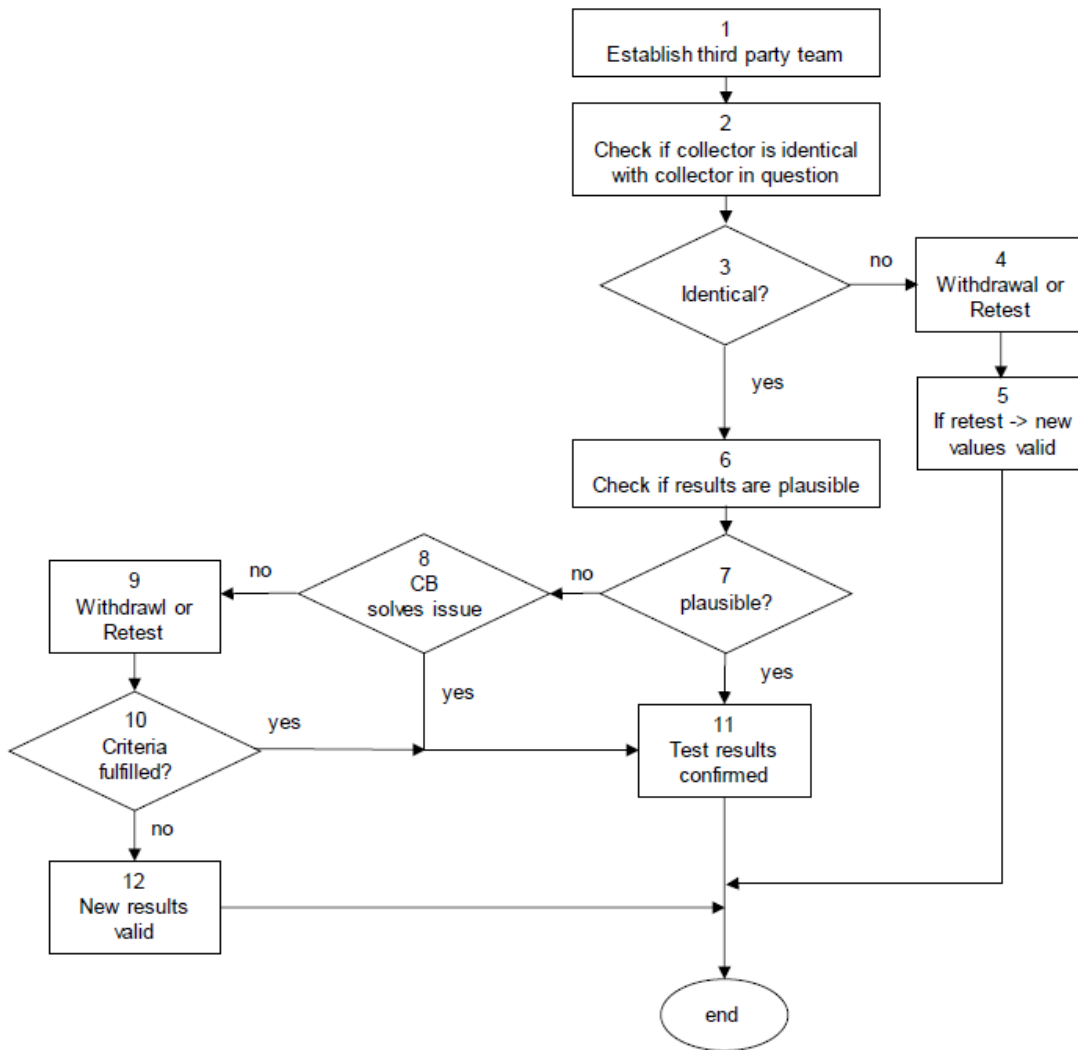 1
Establish third party team
2
Check if collector is identical
with collector in question
3
Identical?
no
4
Withdrawal or
Retest
yes
5
If retest -> new
values valid
6
Check if results are plausible
7
plausible?
no
8
CB
solves issue
no
9
Withdrawl or
Retest
yes
yes
10
Criteria
fulfilled?
yes
11
Test results
confirmed
no
12
New results
valid
end